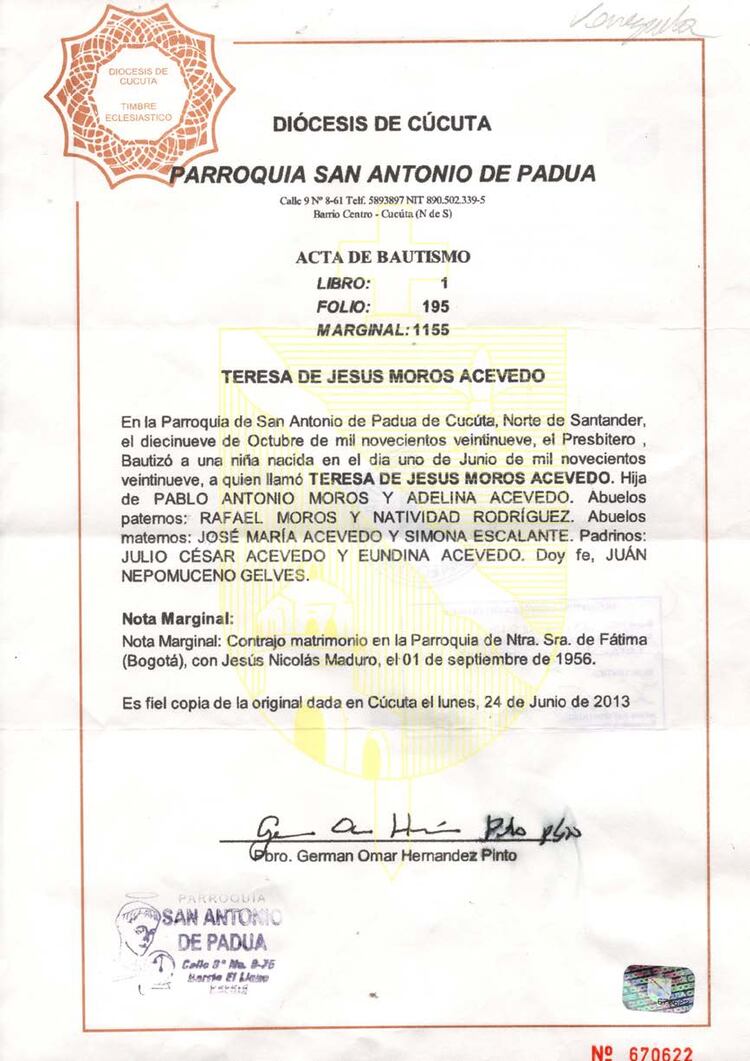 Venezuela
DIOCESIS DE
CUCUTA
TIMBRE
ECLESIASTICO
DIÓCESIS DE CÚCUTA
PARROQUIA SAN ANTONIO DE PADUA
Calle 9 Nº 8-61 Telf. 5893897 NIT 890.502.339-5
Barrio Centro - Cucúta (N de S)
ACTA DE BAUTISMO
LIBRO: 1
FOLIO: 195
MARGINAL: 1155
TERESA DE JESUS MOROS ACEVEDO
En la Parroquia de San Antonio de Padua de Cucúta, Norte de Santander,
el diecinueve de Octubre de mil novecientos veintinueve, el Presbitero ,
Bautizó a una niña nacida en el dia uno de Junio de mil novecientos
veintinueve, a quien llamó TERESA DE JESUS MOROS ACEVEDO. Hija
de PABLO ANTONIO MOROS Y ADELINA ACEVEDO. Abuelos
paternos: RAFAEL MOROS Y NATIVIDAD RODRÍGUEZ. Abuelos
maternos: JOSÉ MARÍA ACEVEDO Y SIMONA ESCALANTE. Padrinos:
JULIO CÉSAR ACEVEDO Y EUNDINA ACEVEDO. Doy fe, JUÁN
NEPOMUCENO GELVES.
Nota Marginal:
Nota Marginal: Contrajo matrimonio en la Parroquia de Ntra. Sra. de Fátima
(Bogotá), con Jesús Nicolás Maduro, el 01 de septiembre de 1956.
Es fiel copia de la original dada en Cúcuta el lunes, 24 de Junio de 2013
Pbro. German Omar Hernandez Pinto
PARROQUIA
SAN ANTONIO
DE PADUA
Barrio El Llano
Nº 670622